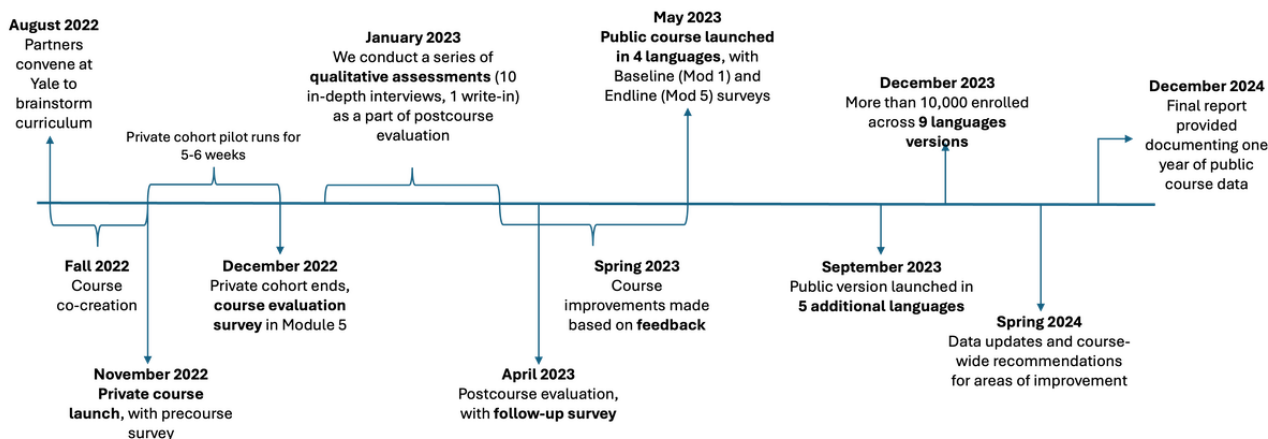 August 2022
Partners
convene at
Yale to
brainstorm
curriculum
Private cohort pilot runs for
5-6 weeks
January 2023
We conduct a series of
qualitative assessments (10
in-depth interviews, 1 write-in)
as a part of postcourse
evaluation
May 2023
Public course launched
in 4 languages, with
Baseline (Mod 1) and
Endline (Mod 5) surveys
December 2023
More than 10,000 enrolled
across 9 languages
versions
December 2024
Final report
provided
documenting one
year of public
course data
Fall 2022
Course
co-creation
November 2022
Private course
launch, with precourse
survey
December 2022
Private cohort ends,
course evaluation
survey in Module 5
April 2023
Postcourse evaluation,
with follow-up survey
Spring 2023
Course
improvements made
based on feedback
September 2023
Public version launched in
5 additional languages
Spring 2024
Data updates and course-
wide recommendations
for areas of improvement